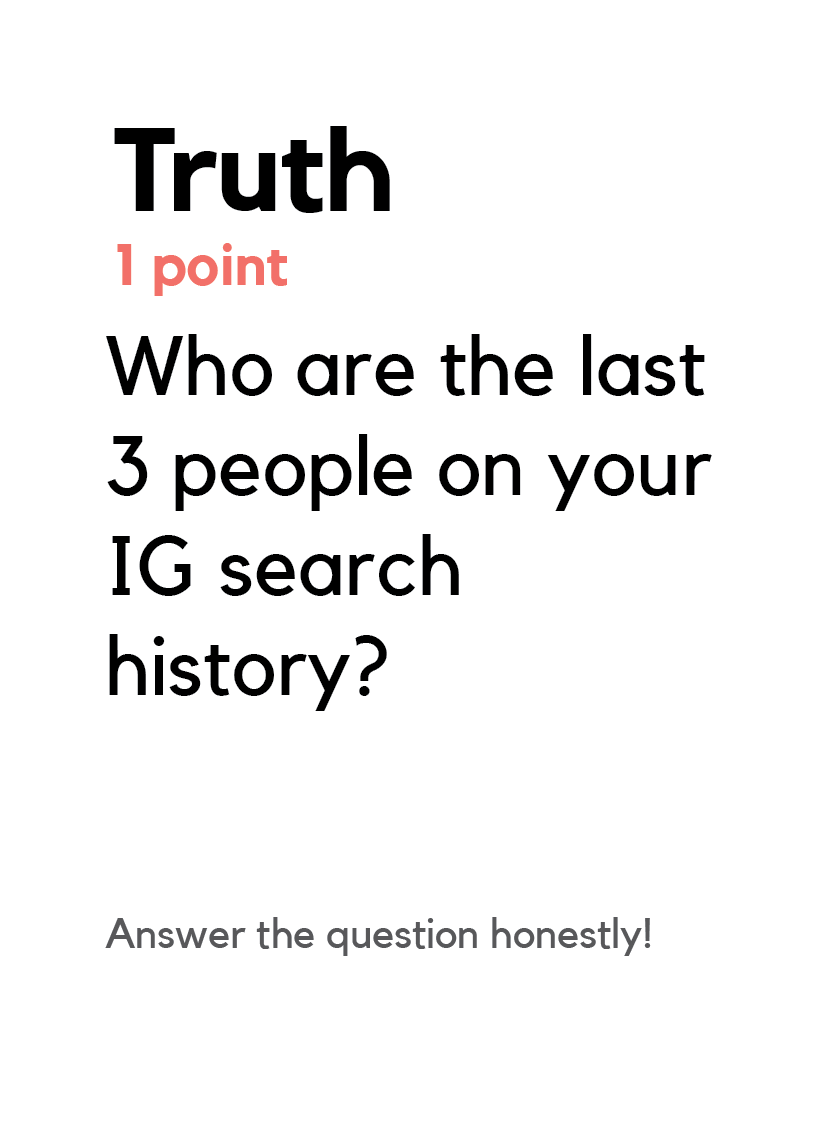 Truth
1 point
Who are the last
3 people on your
IG search
history?
Answer the question honestly!